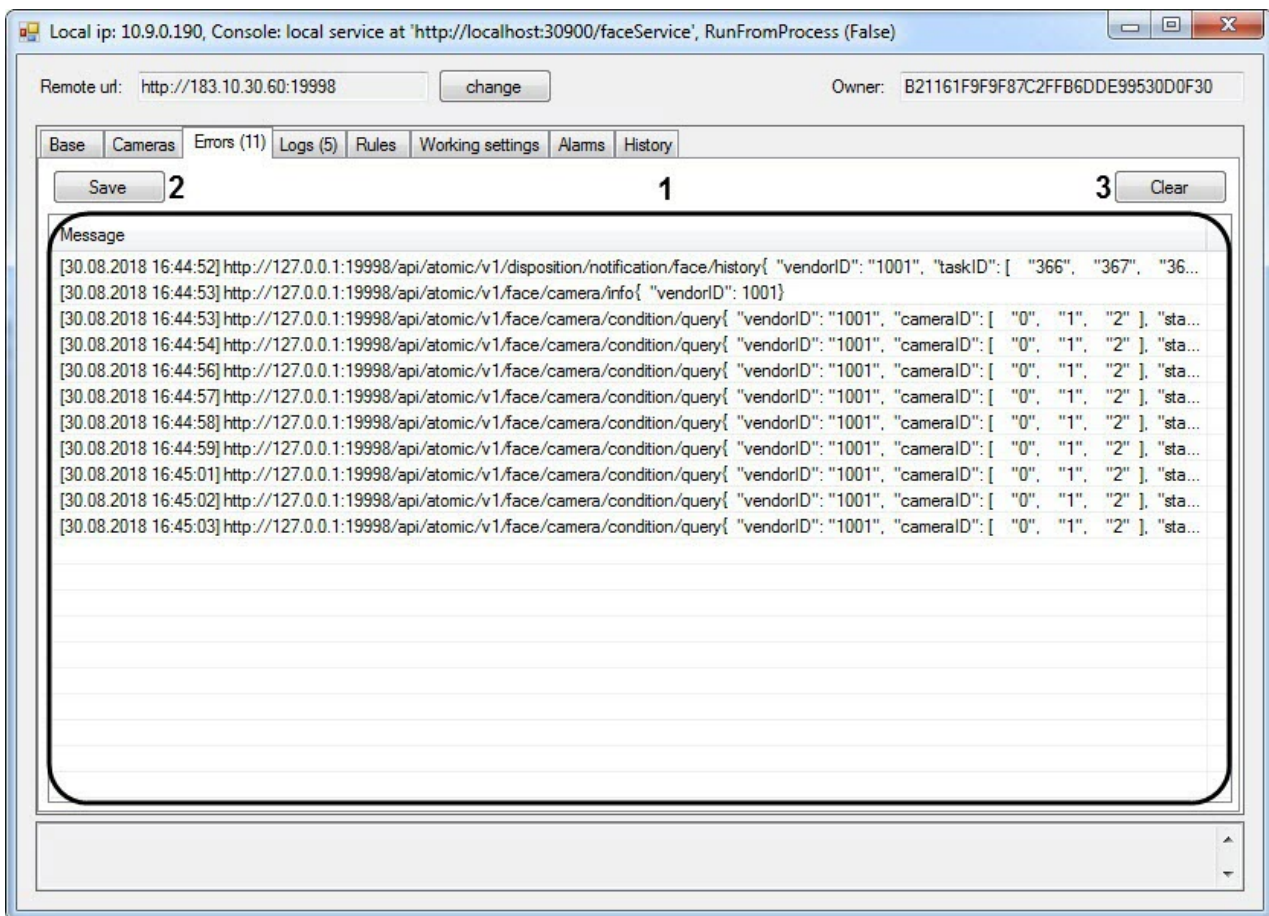 Local ip: 10.9.0.190, Console: local service at 'http://localhost:30900/faceService', RunFromProcess (False)
Remote url: http://183.10.30.60:19998 change Owner: B21161F9F9F87C2FFB6DDE99530D0F30
Base Cameras Errors (11) Logs (5) Rules Working settings Alarms History
Save 2 1 3 Clear
Message
[30.08.2018 16:44:52] http://127.0.0.1:19998/api/atomic/v1/disposition/notification/face/history{ "vendorID": "1001", "taskID": [ "366", "367", "36...
[30.08.2018 16:44:53] http://127.0.0.1:19998/api/atomic/v1/face/camera/info{ "vendorID": 1001}
[30.08.2018 16:44:53] http://127.0.0.1:19998/api/atomic/v1/face/camera/condition/query{ "vendorID": "1001", "cameraID": [ "0", "1", "2" ], "sta...
[30.08.2018 16:44:54] http://127.0.0.1:19998/api/atomic/v1/face/camera/condition/query{ "vendorID": "1001", "cameraID": [ "0", "1", "2" ], "sta...
[30.08.2018 16:44:56] http://127.0.0.1:19998/api/atomic/v1/face/camera/condition/query{ "vendorID": "1001", "cameraID": [ "0", "1", "2" ], "sta...
[30.08.2018 16:44:57] http://127.0.0.1:19998/api/atomic/v1/face/camera/condition/query{ "vendorID": "1001", "cameraID": [ "0", "1", "2" ], "sta...
[30.08.2018 16:44:58] http://127.0.0.1:19998/api/atomic/v1/face/camera/condition/query{ "vendorID": "1001", "cameraID": [ "0", "1", "2" ], "sta...
[30.08.2018 16:44:59] http://127.0.0.1:19998/api/atomic/v1/face/camera/condition/query{ "vendorID": "1001", "cameraID": [ "0", "1", "2" ], "sta...
[30.08.2018 16:45:01] http://127.0.0.1:19998/api/atomic/v1/face/camera/condition/query{ "vendorID": "1001", "cameraID": [ "0", "1", "2" ], "sta...
[30.08.2018 16:45:02] http://127.0.0.1:19998/api/atomic/v1/face/camera/condition/query{ "vendorID": "1001", "cameraID": [ "0", "1", "2" ], "sta...
[30.08.2018 16:45:03] http://127.0.0.1:19998/api/atomic/v1/face/camera/condition/query{ "vendorID": "1001", "cameraID": [ "0", "1", "2" ], "sta...